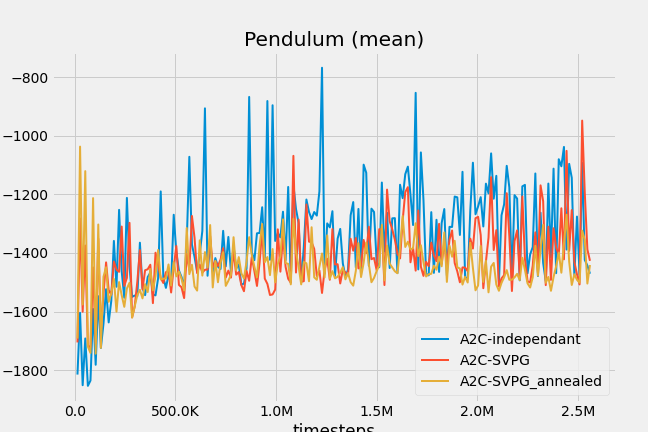 Pendulum (mean)
−800
−1000
−1200
−1400
−1600
−1800
A2C-independant
A2C-SVPG
A2C-SVPG_annealed
0.0 500.0K 1.0M 1.5M 2.0M 2.5M
timesteps